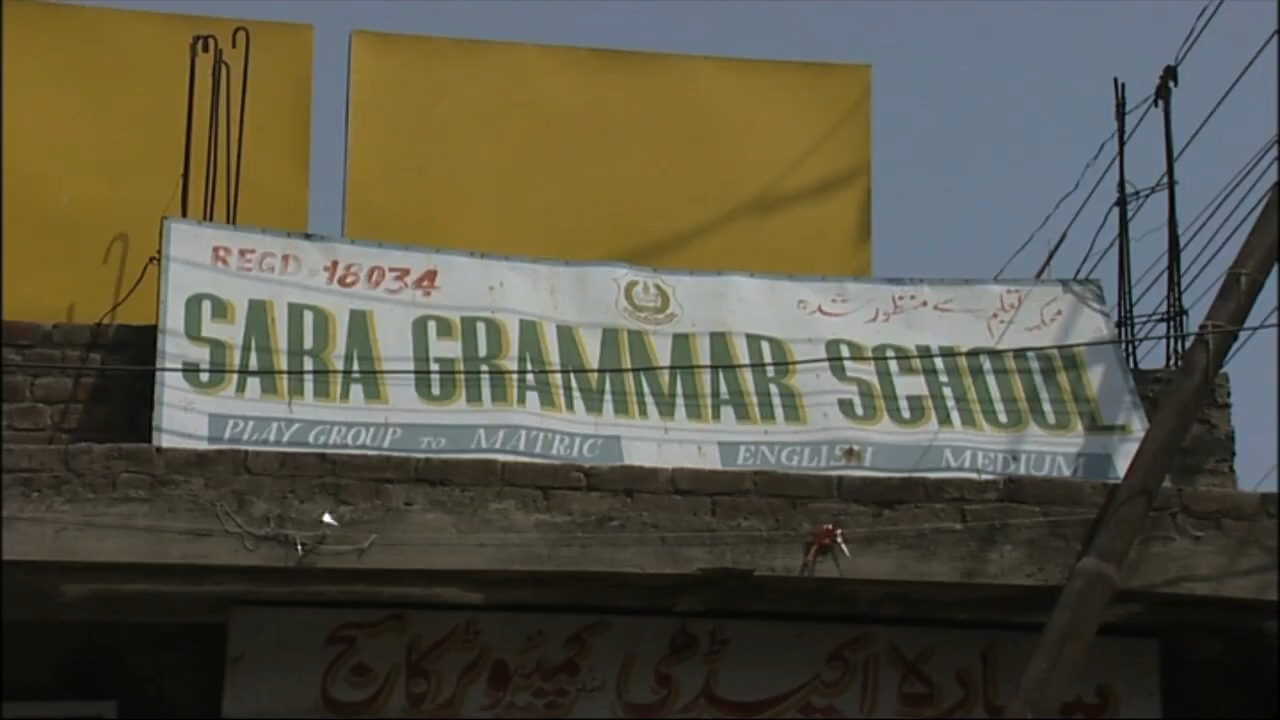 REGD = 18034
محکمہ تعلیم سے منظور شدہ
SARA GRAMMAR SCHOOL
PLAY GROUP TO MATRIC ENGLISH MEDIUM
سارہ اکیڈمی کمپیوٹر کالج